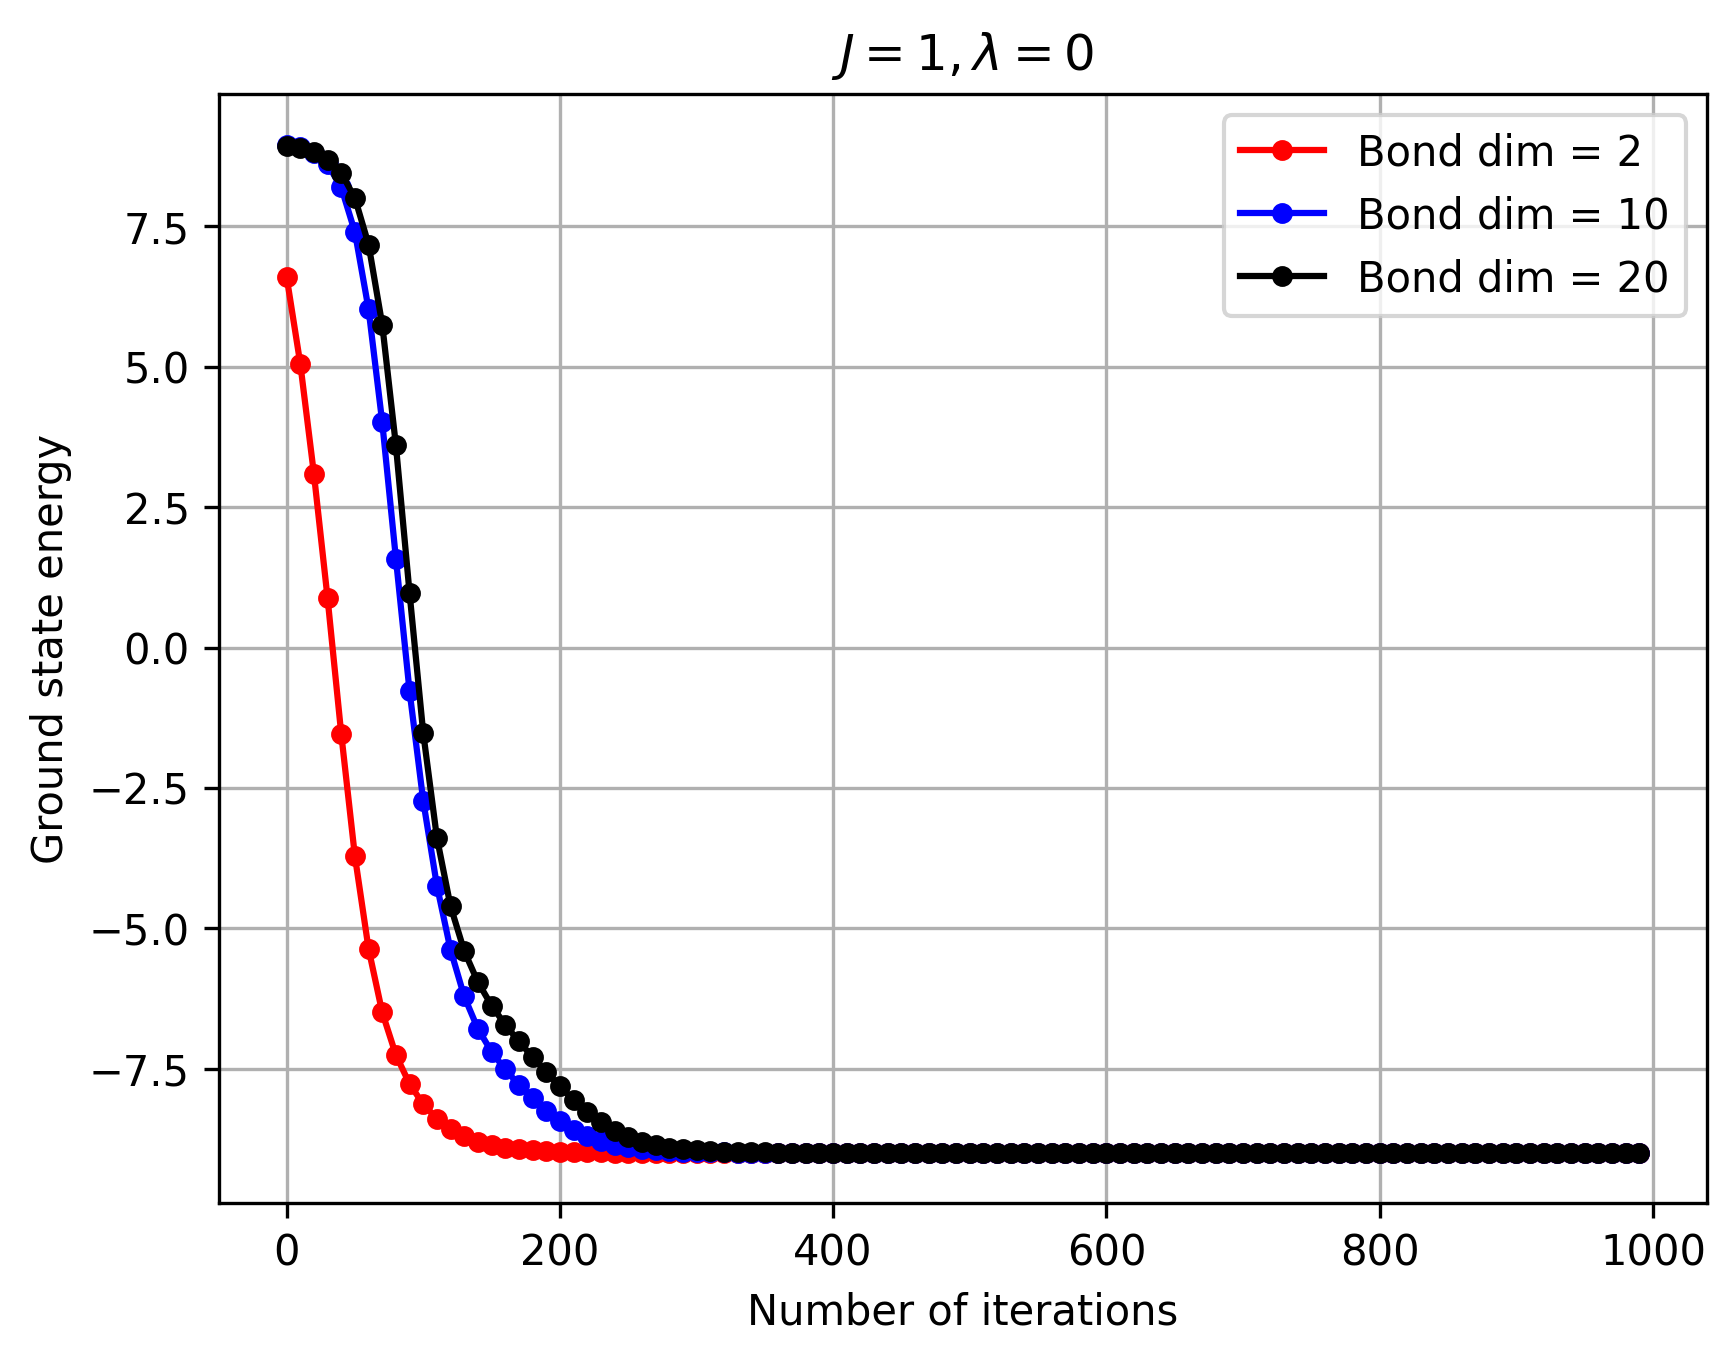 J = 1, λ = 0
Bond dim = 2
Bond dim = 10
Bond dim = 20
7.5
5.0
2.5
0.0
−2.5
−5.0
−7.5
Ground state energy
0 200 400 600 800 1000
Number of iterations